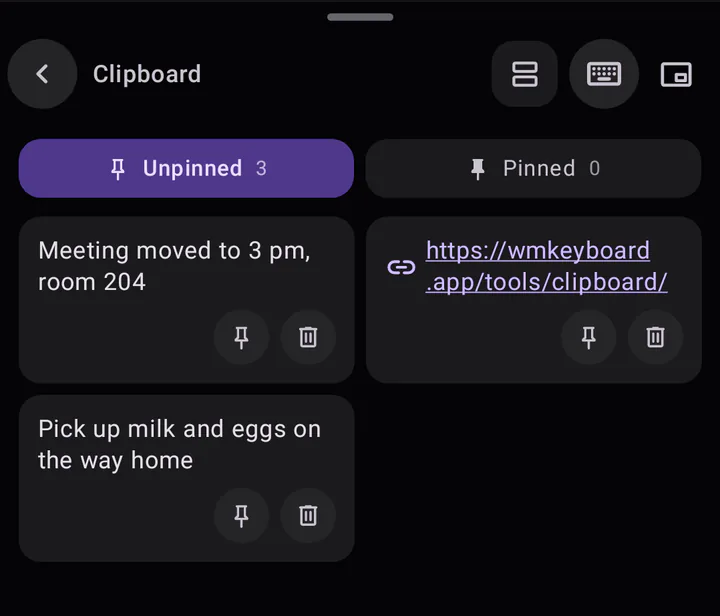 Clipboard
Unpinned 3
Pinned 0
Meeting moved to 3 pm,
room 204
https://wmkeyboard
.app/tools/clipboard/
Pick up milk and eggs on
the way home